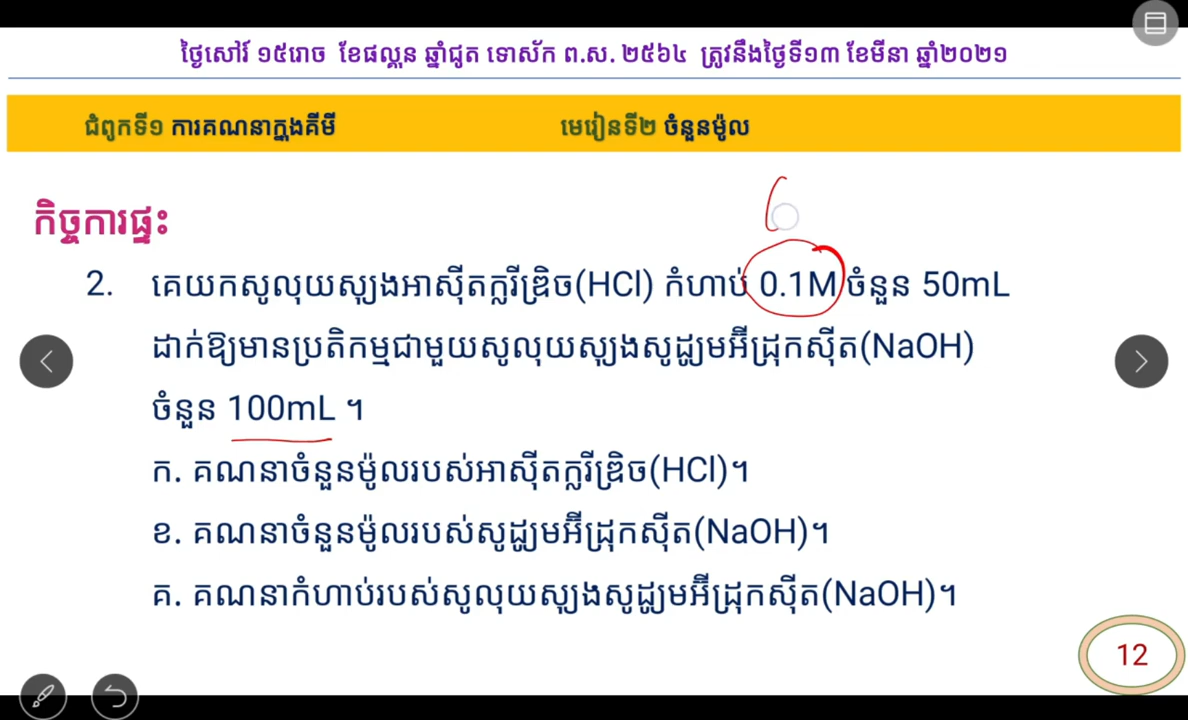 ថ្ងៃសៅរ៍ ១៥រោច ខែផល្គុន ឆ្នាំជូត ទោស័ក ព.ស. ២៥៦៤ ត្រូវនឹងថ្ងៃទី១៣ ខែមីនា ឆ្នាំ២០២១
ជំពូកទី១ ការគណនាក្នុងគីមី មេរៀនទី២ ចំនួនម៉ូល
កិច្ចការផ្ទះ
2. គេយកសូលុយស្យុងអាស៊ីតក្លរីឌ្រិច(HCl) កំហាប់ 0.1M ចំនួន 50mL
ដាក់ឱ្យមានប្រតិកម្មជាមួយសូលុយស្យុងសូដ្យូមអ៊ីដ្រុកស៊ីត(NaOH)
ចំនួន 100mL ។
ក. គណនាចំនួនម៉ូលរបស់អាស៊ីតក្លរីឌ្រិច(HCl)។
ខ. គណនាចំនួនម៉ូលរបស់សូដ្យូមអ៊ីដ្រុកស៊ីត(NaOH)។
គ. គណនាកំហាប់របស់សូលុយស្យុងសូដ្យូមអ៊ីដ្រុកស៊ីត(NaOH)។
12